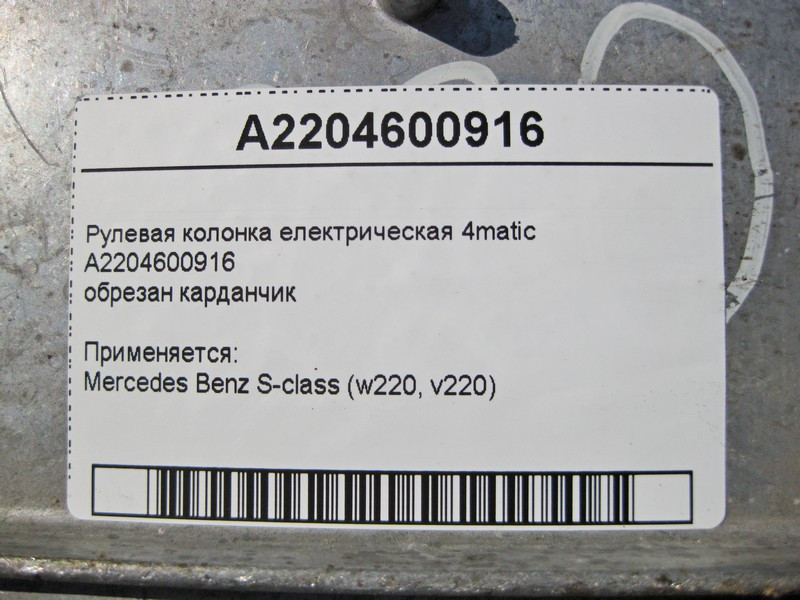 A2204600916
Рулевая колонка електрическая 4matic
A2204600916
обрезан карданчик
Применяется:
Mercedes Benz S-class (w220, v220)